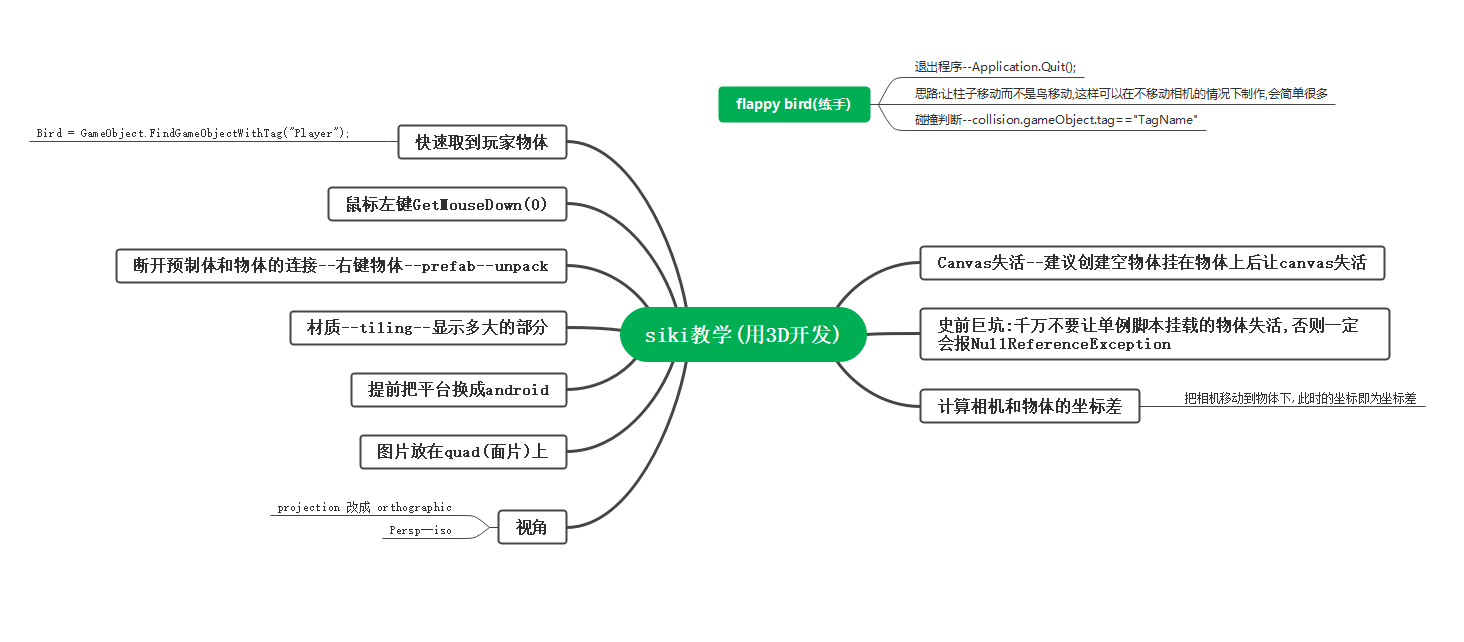 flappy bird(练手)
退出程序--Application.Quit();
思路:让柱子移动而不是鸟移动,这样可以在不移动相机的情况下制作,会简单很多
碰撞判断--collision.gameObject.tag=="TagName"
siki教学(用3D开发)
Canvas失活--建议创建空物体挂在物体上后让canvas失活
史前巨坑:千万不要让单例脚本挂载的物体失活,否则一定
会报NullReferenceException
计算相机和物体的坐标差
把相机移动到物体下, 此时的坐标即为坐标差
快速取到玩家物体
Bird = GameObject.FindGameObjectWithTag("Player");
鼠标左键GetMouseDown(0)
断开预制体和物体的连接--右键物体--prefab--unpack
材质--tiling--显示多大的部分
提前把平台换成android
图片放在quad(面片)上
视角
projection 改成 orthographic
Persp—iso